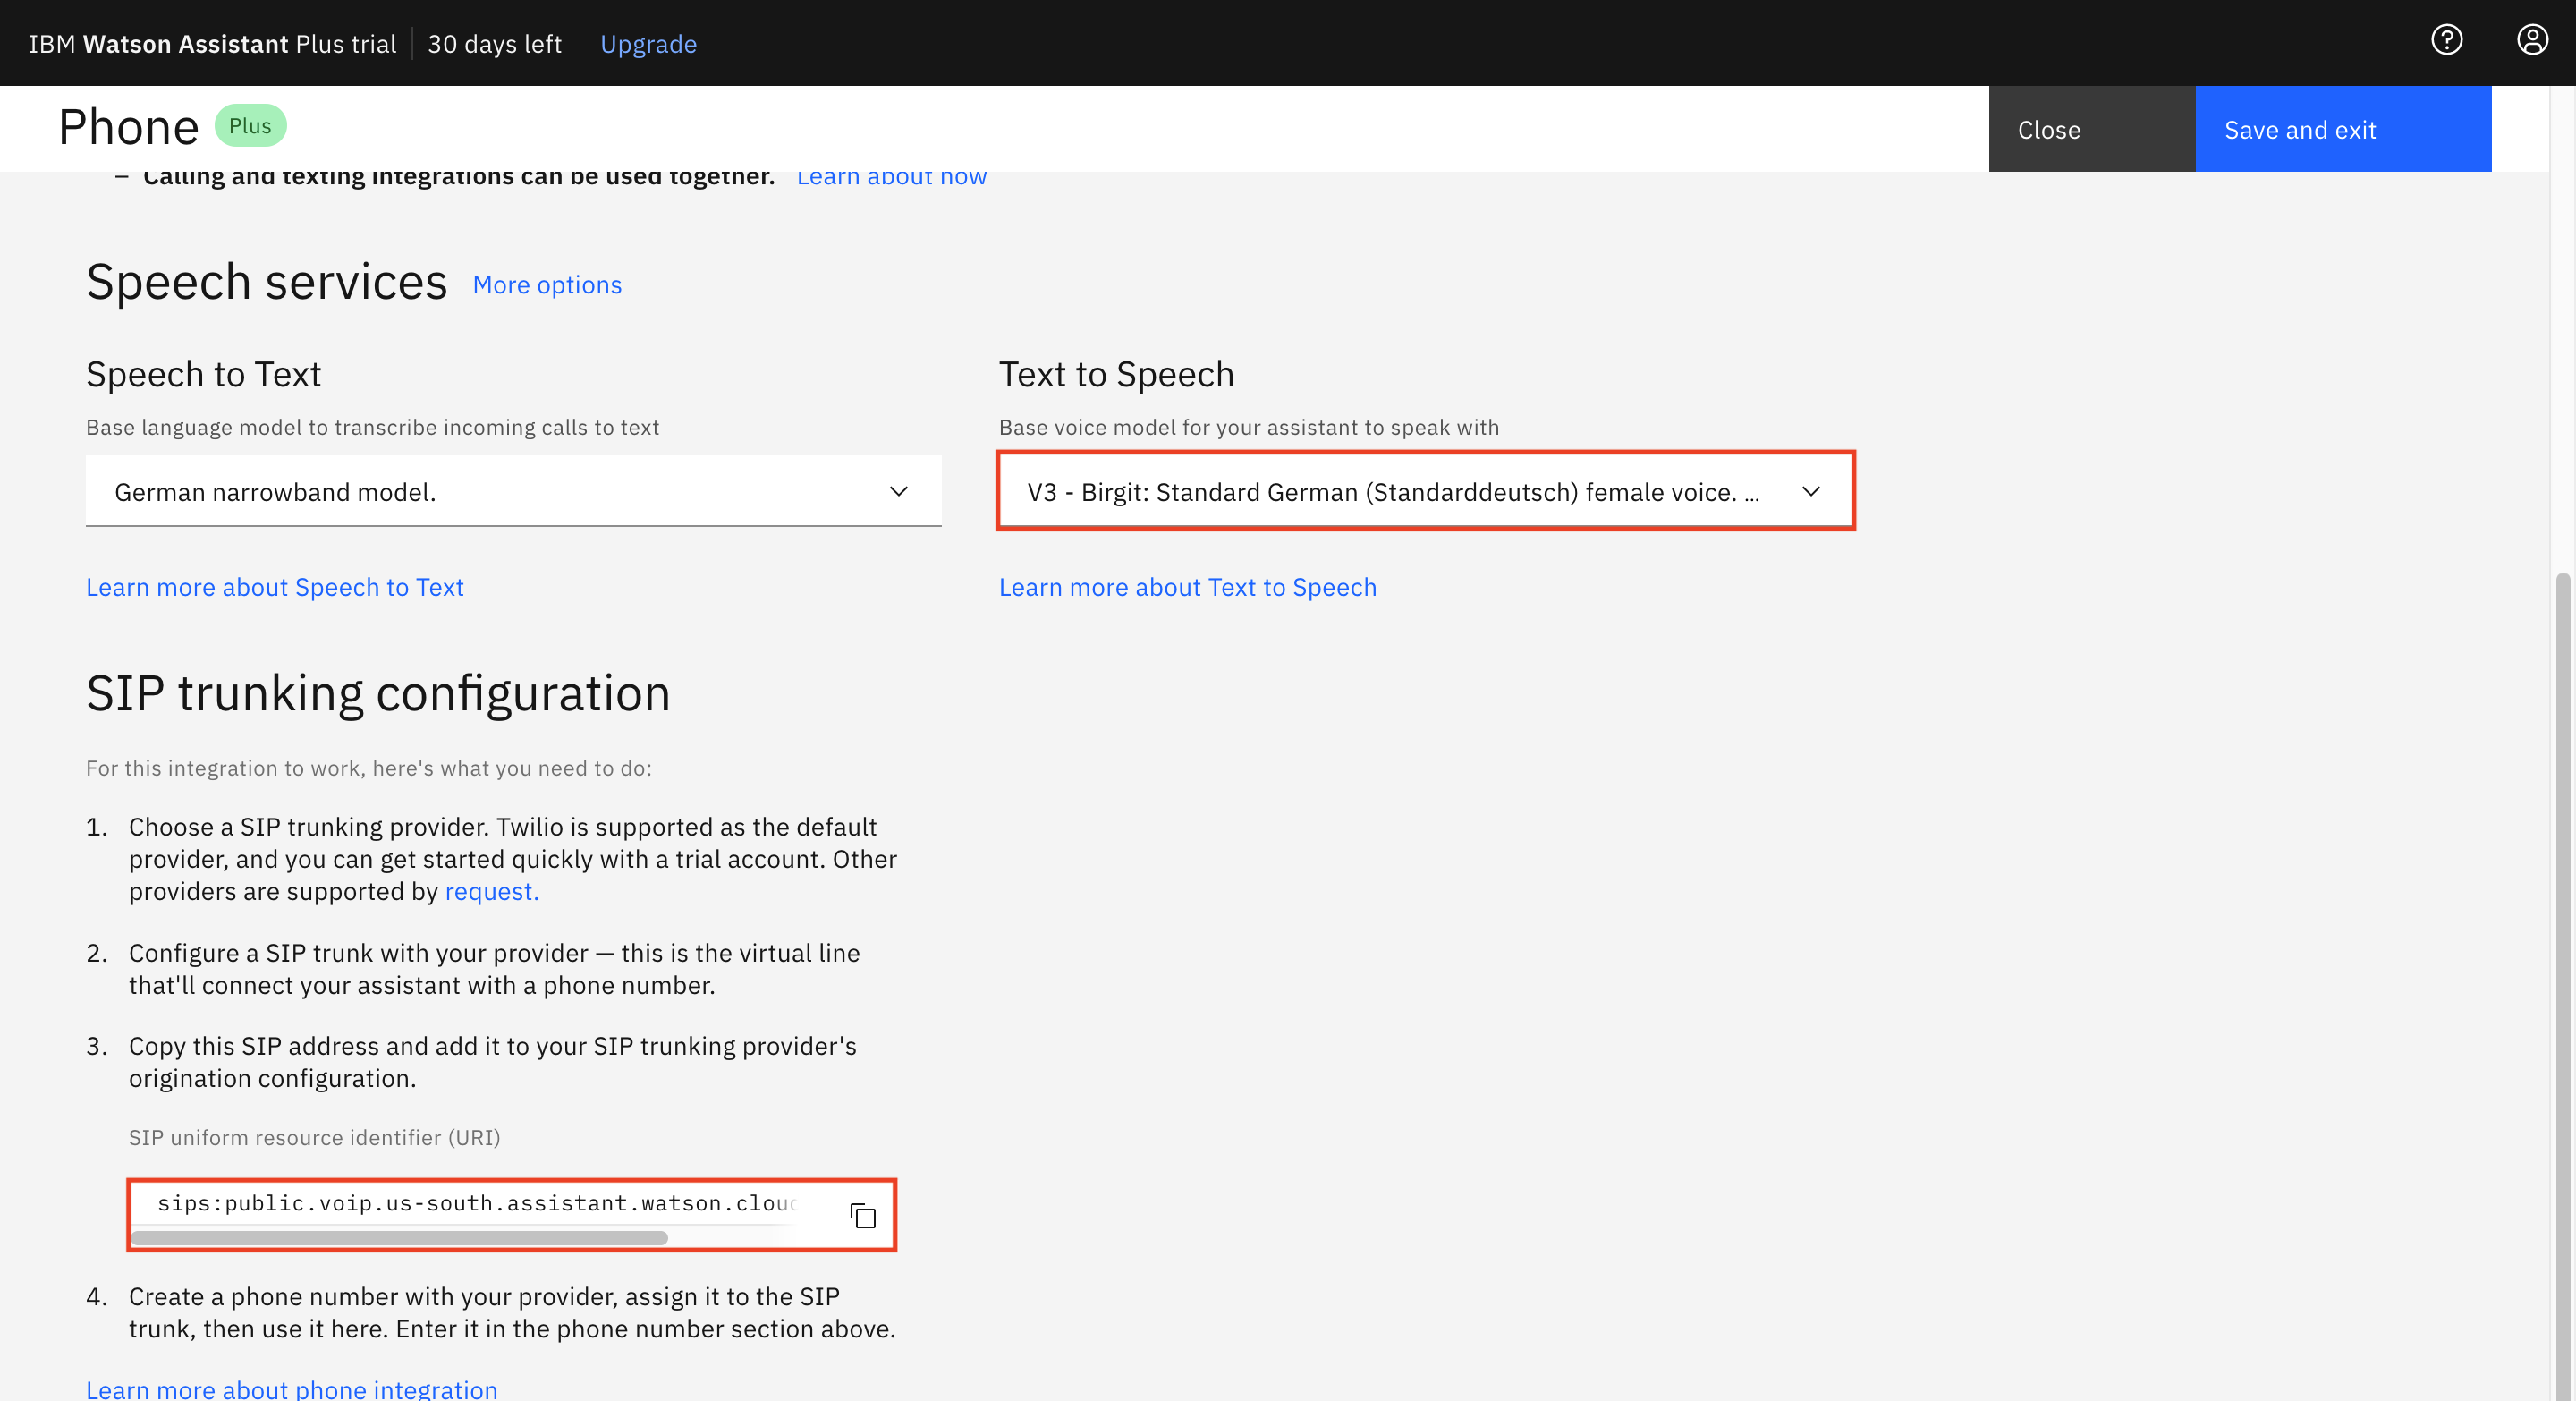 IBM Watson Assistant Plus trial 30 days left Upgrade
Phone Plus Close Save and exit
– Calling and texting integrations can be used together. Learn about how
Speech services More options
Speech to Text
Base language model to transcribe incoming calls to text
German narrowband model.
Learn more about Speech to Text
Text to Speech
Base voice model for your assistant to speak with
V3 - Birgit: Standard German (Standarddeutsch) female voice. ...
Learn more about Text to Speech
SIP trunking configuration
For this integration to work, here's what you need to do:
1. Choose a SIP trunking provider. Twilio is supported as the default
provider, and you can get started quickly with a trial account. Other
providers are supported by request.
2. Configure a SIP trunk with your provider — this is the virtual line
that'll connect your assistant with a phone number.
3. Copy this SIP address and add it to your SIP trunking provider's
origination configuration.
SIP uniform resource identifier (URI)
sips:public.voip.us-south.assistant.watson.clouc
4. Create a phone number with your provider, assign it to the SIP
trunk, then use it here. Enter it in the phone number section above.
Learn more about phone integration